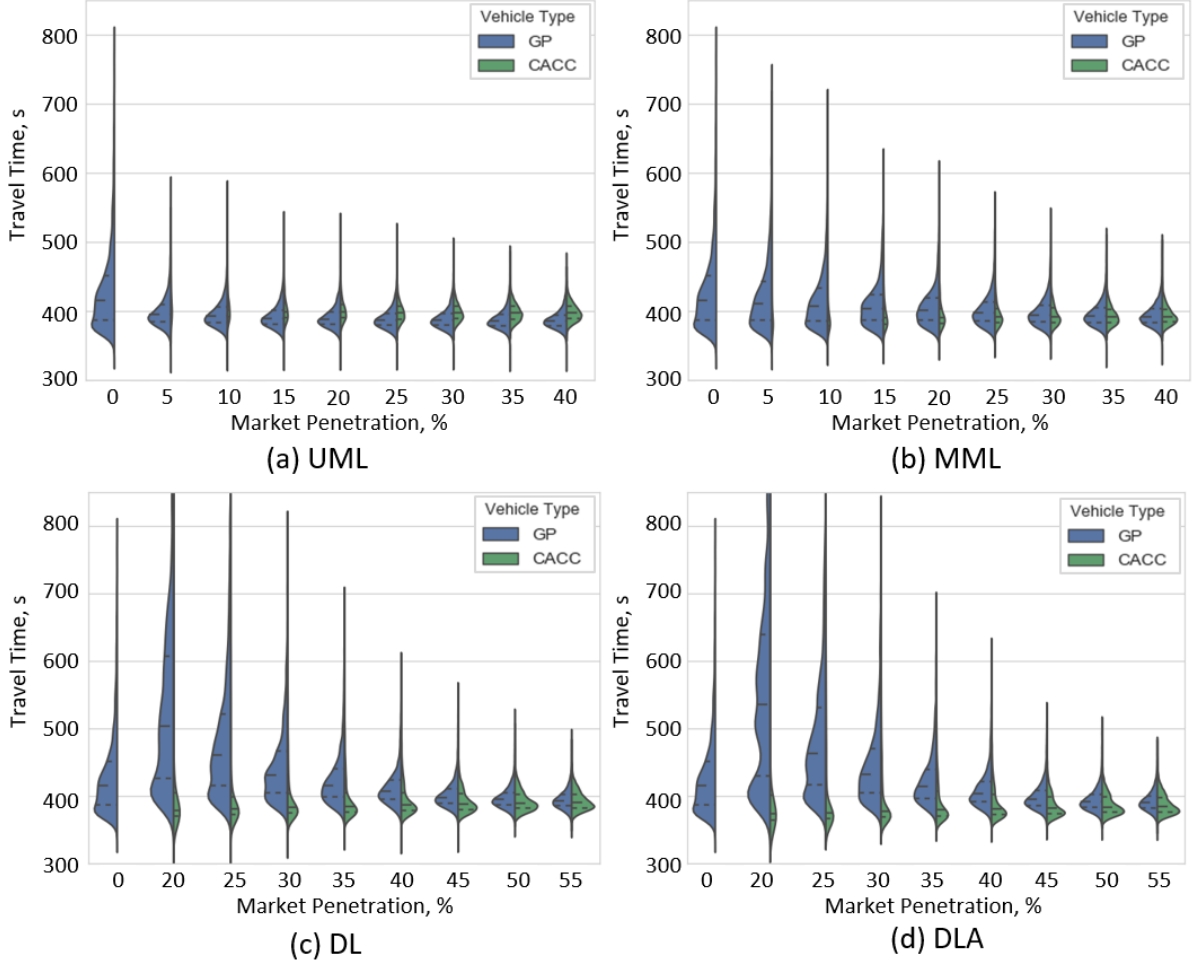 Vehicle Type
GP
CACC
800
700
600
500
400
300
Travel Time, s
0 5 10 15 20 25 30 35 40
Market Penetration, %
(a) UML
Vehicle Type
GP
CACC
800
700
600
500
400
300
Travel Time, s
0 5 10 15 20 25 30 35 40
Market Penetration, %
(b) MML
Vehicle Type
GP
CACC
800
700
600
500
400
300
Travel Time, s
0 20 25 30 35 40 45 50 55
Market Penetration, %
(c) DL
Vehicle Type
GP
CACC
800
700
600
500
400
300
Travel Time, s
0 20 25 30 35 40 45 50 55
Market Penetration, %
(d) DLA